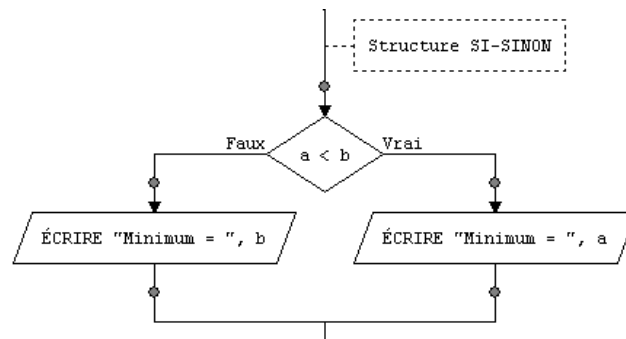 Structure SI-SINON
Faux
Vrai
a < b
ÉCRIRE "Minimum = ", b
ÉCRIRE "Minimum = ", a